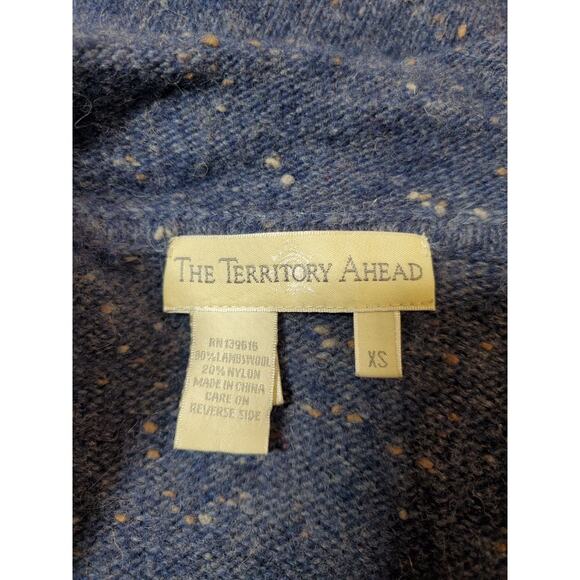 THE TERRITORY AHEAD
XS
RN 139616
80% LAMBSWOOL
20% NYLON
MADE IN CHINA
CARE ON
REVERSE SIDE